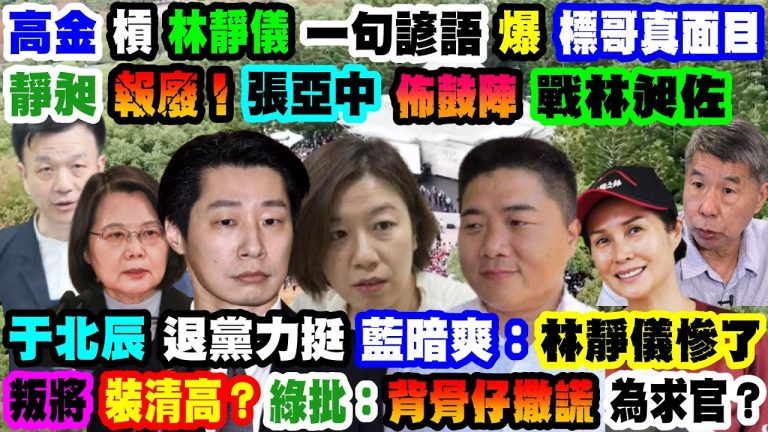 高金 槓 林靜儀 一句諺語 爆 標哥真面目
靜昶 報廢！張亞中 佈鼓陣 戰林昶佐
于北辰 退黨力挺 藍暗爽：林靜儀慘了
叛將 裝清高？綠批：背骨仔撒謊 為求官？